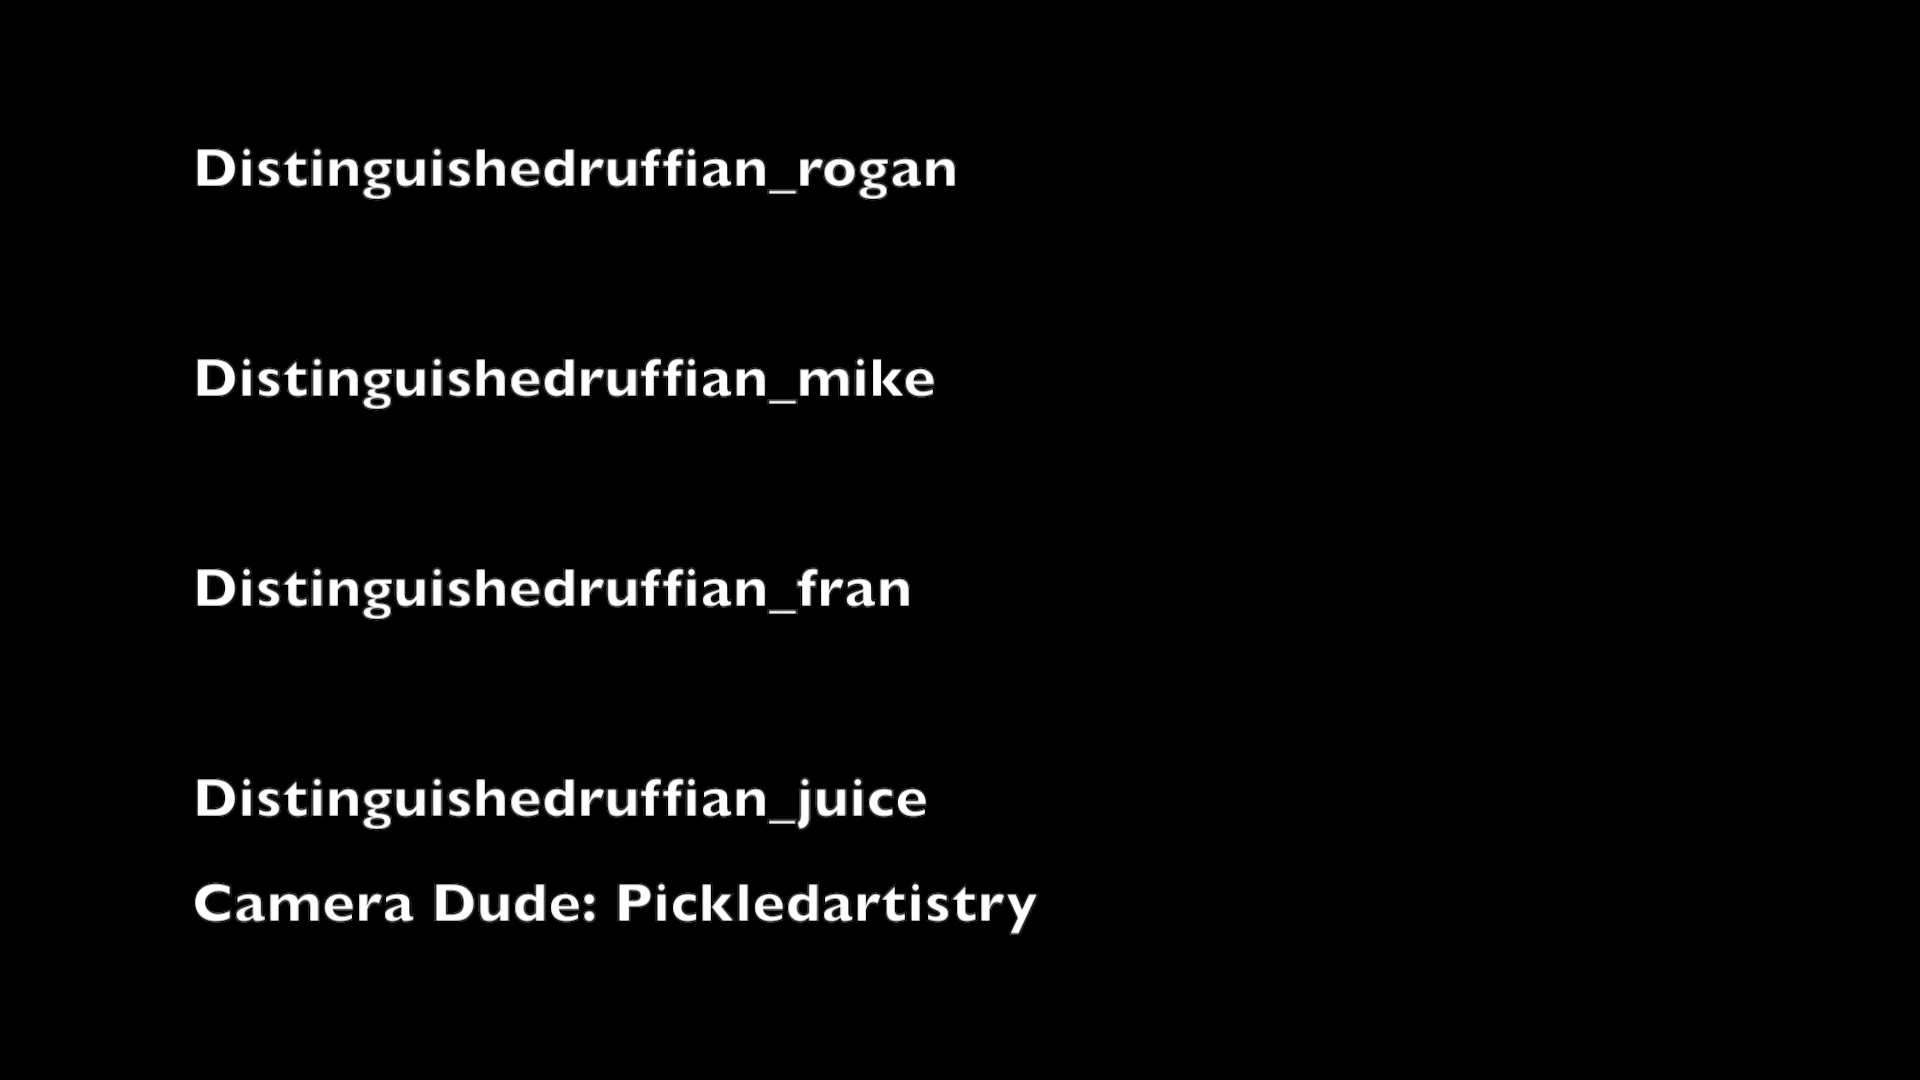 Distinguishedruffian_rogan
Distinguishedruffian_mike
Distinguishedruffian_fran
Distinguishedruffian_juice
Camera Dude: Pickledartistry